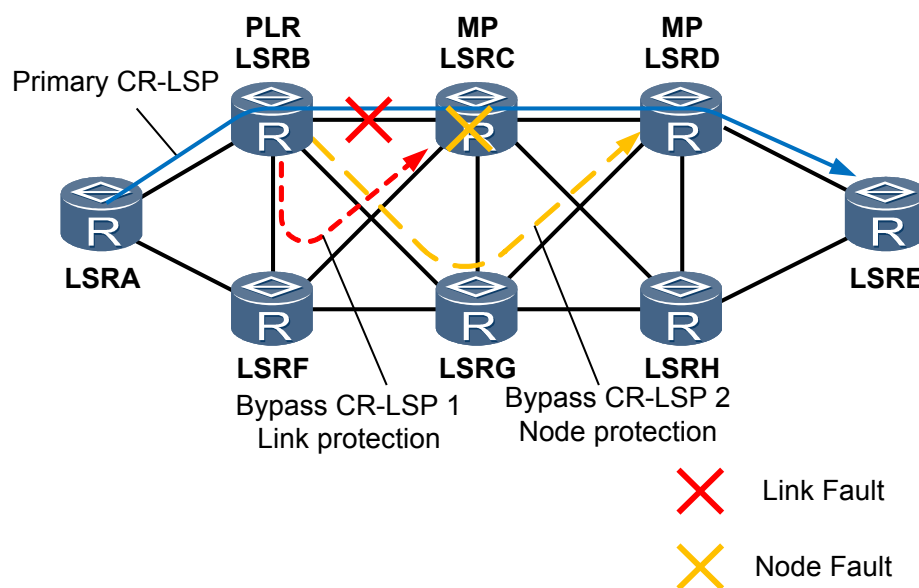 PLR
LSRB
MP
LSRC
MP
LSRD
Primary CR-LSP
R
R
R
R
LSRA
R
LSRE
R
LSRF
R
LSRG
R
LSRH
Bypass CR-LSP 1
Link protection
Bypass CR-LSP 2
Node protection
Link Fault
Node Fault